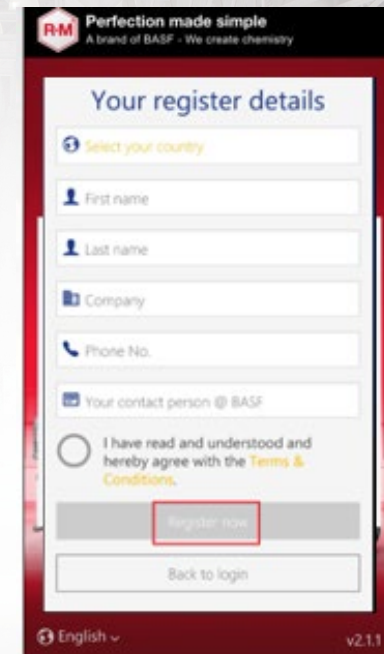 R-M
Perfection made simple
A brand of BASF - We create chemistry
Your register details
Select your country
First name
Last name
Company
Phone No.
Your contact person @ BASF
I have read and understood and
hereby agree with the Terms &
Conditions.
Register now
Back to login
English
v2.1.1